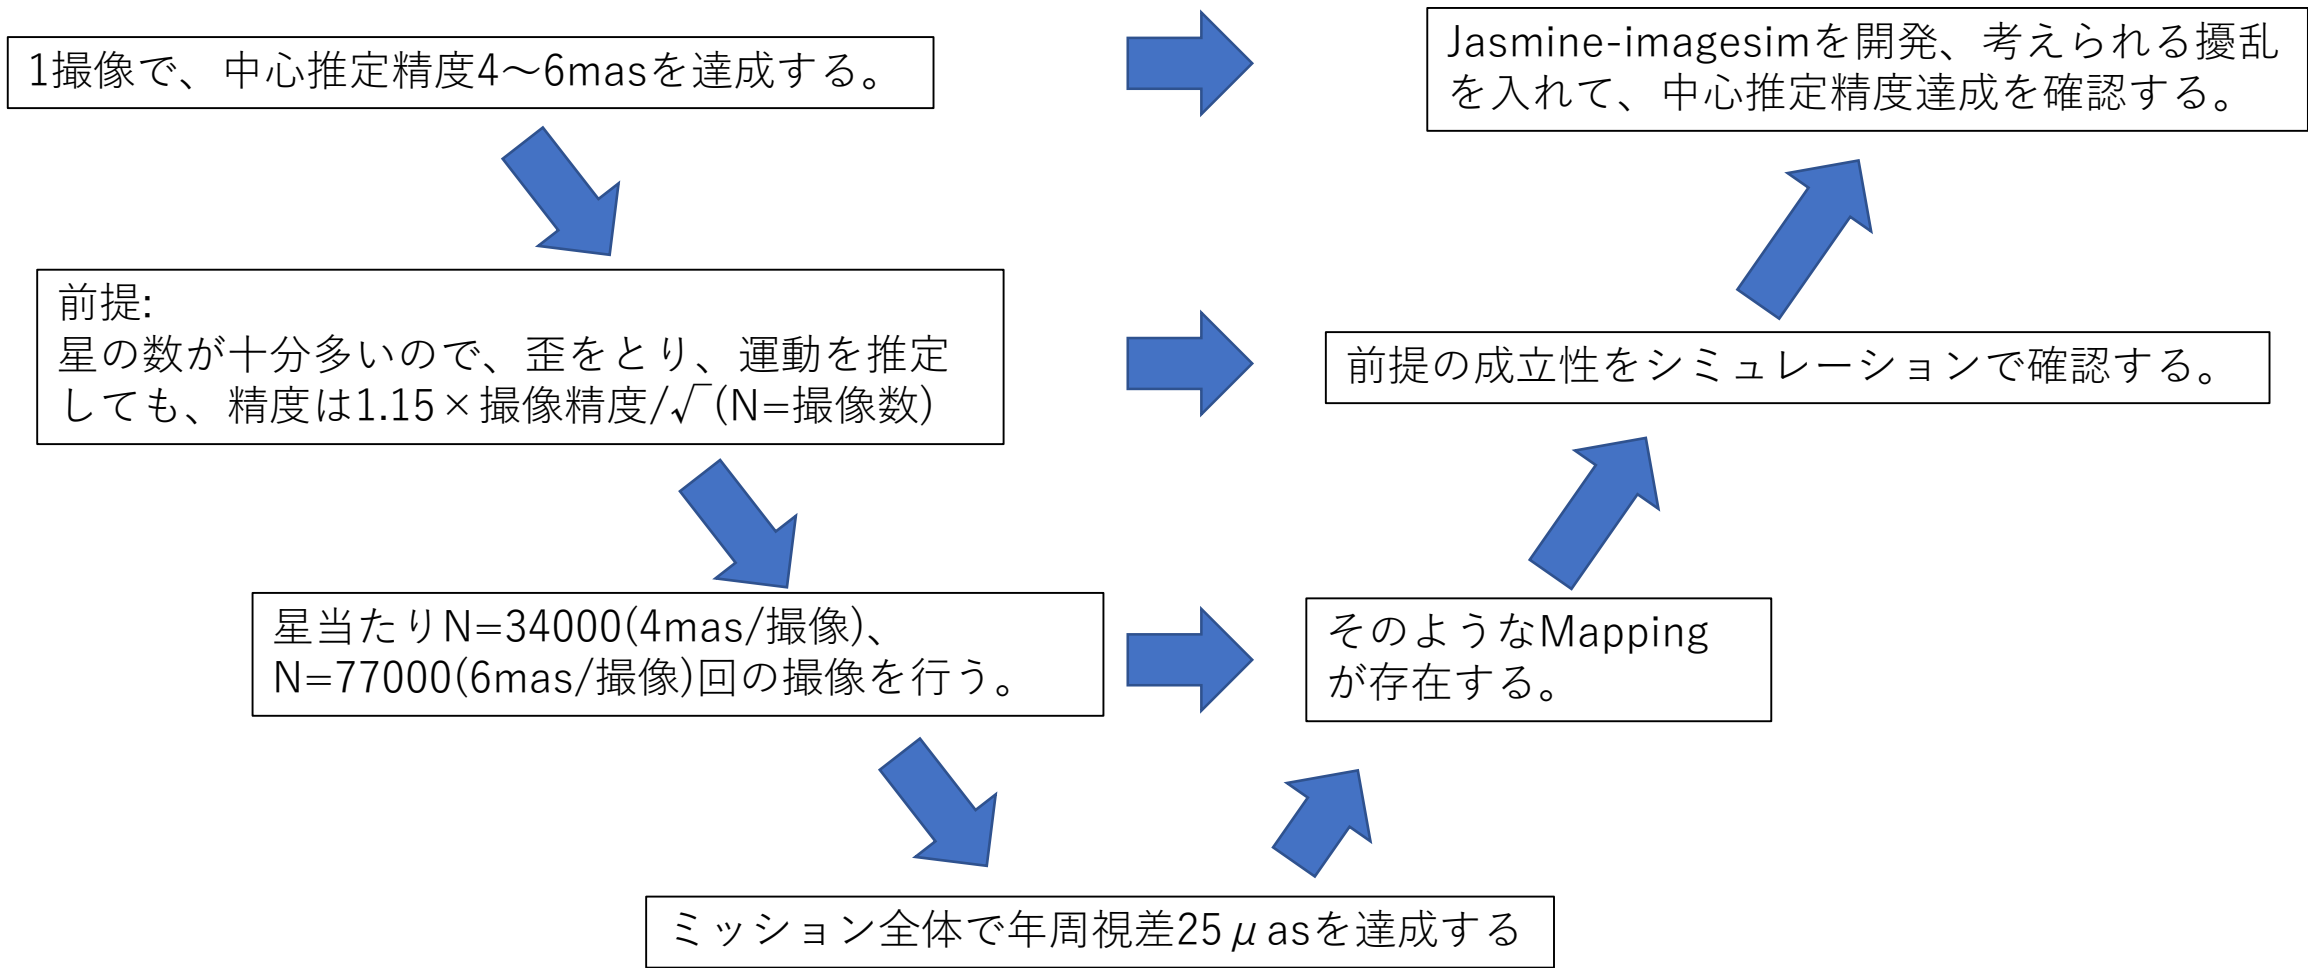 1撮像で、中心推定精度4～6masを達成する。
Jasmine-imagesimを開発、考えられる擾乱
を入れて、中心推定精度達成を確認する。
前提:
星の数が十分多いので、歪をとり、運動を推定
しても、精度は1.15×撮像精度/√(N=撮像数)
前提の成立性をシミュレーションで確認する。
星当たりN=34000(4mas/撮像)、
N=77000(6mas/撮像)回の撮像を行う。
そのようなMapping
が存在する。
ミッション全体で年周視差25μasを達成する